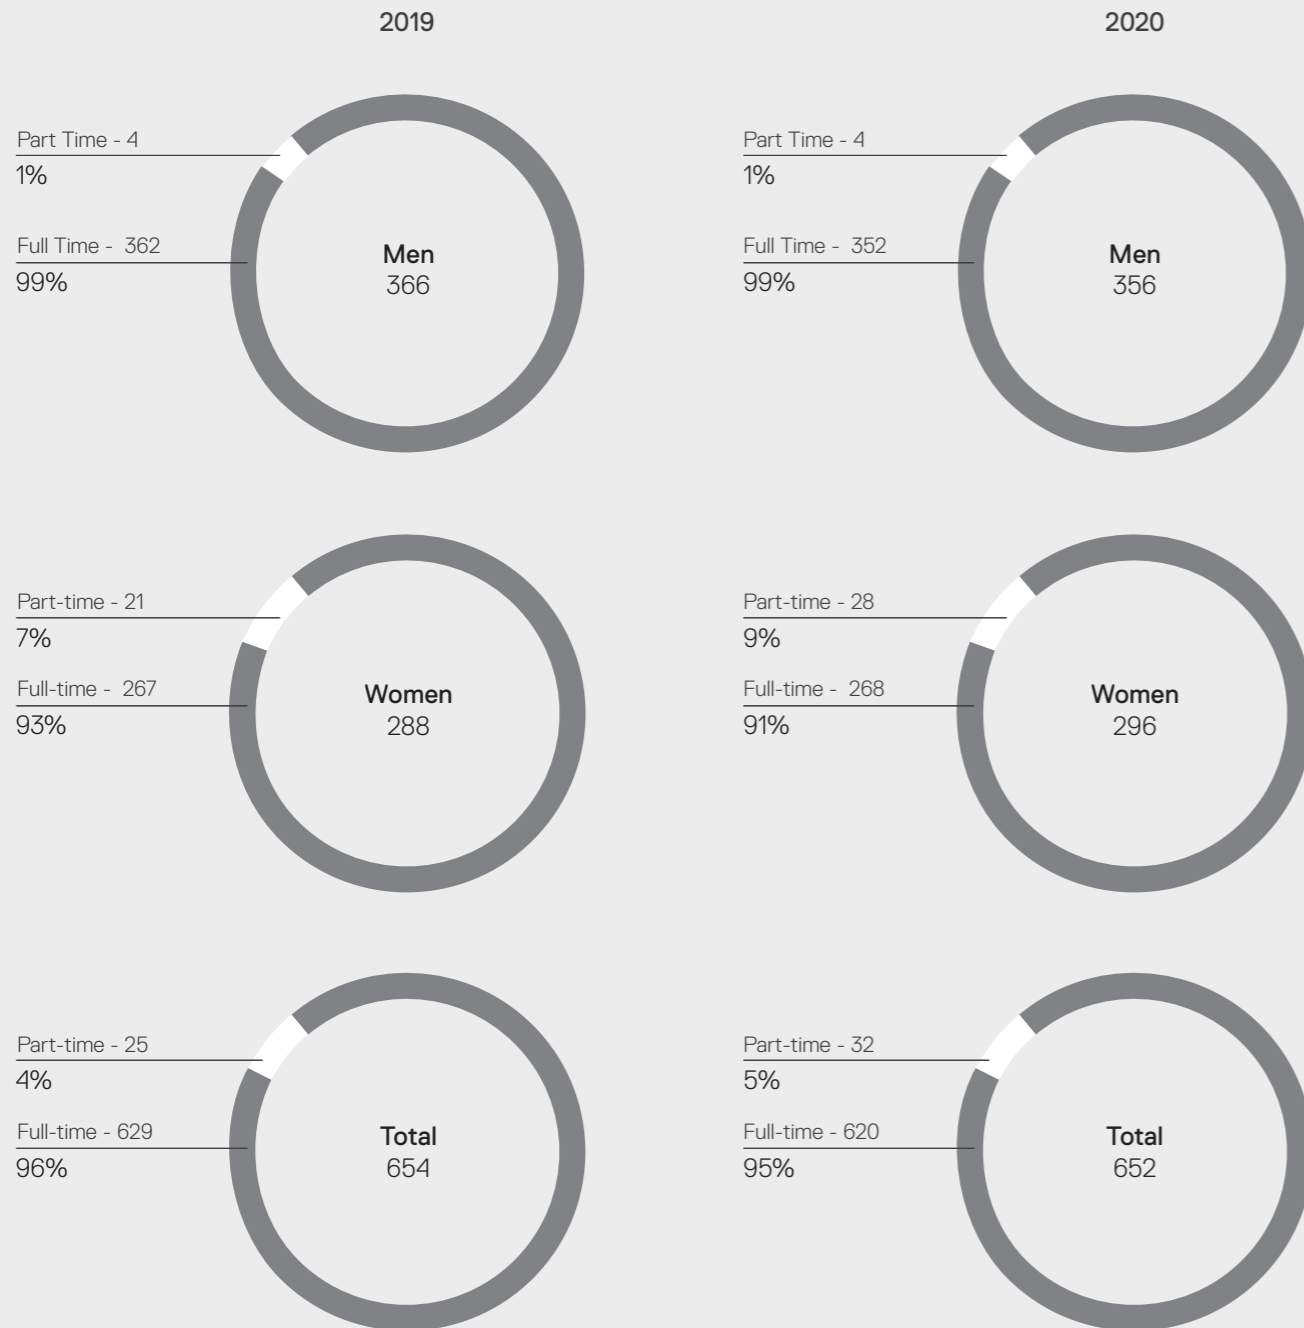 2019
Part Time - 4
1%
Full Time - 362
99%
Men
366
2020
Part Time - 4
1%
Full Time - 352
99%
Men
356
Part-time - 21
7%
Full-time - 267
93%
Women
288
Part-time - 28
9%
Full-time - 268
91%
Women
296
Part-time - 25
4%
Full-time - 629
96%
Total
654
Part-time - 32
5%
Full-time - 620
95%
Total
652